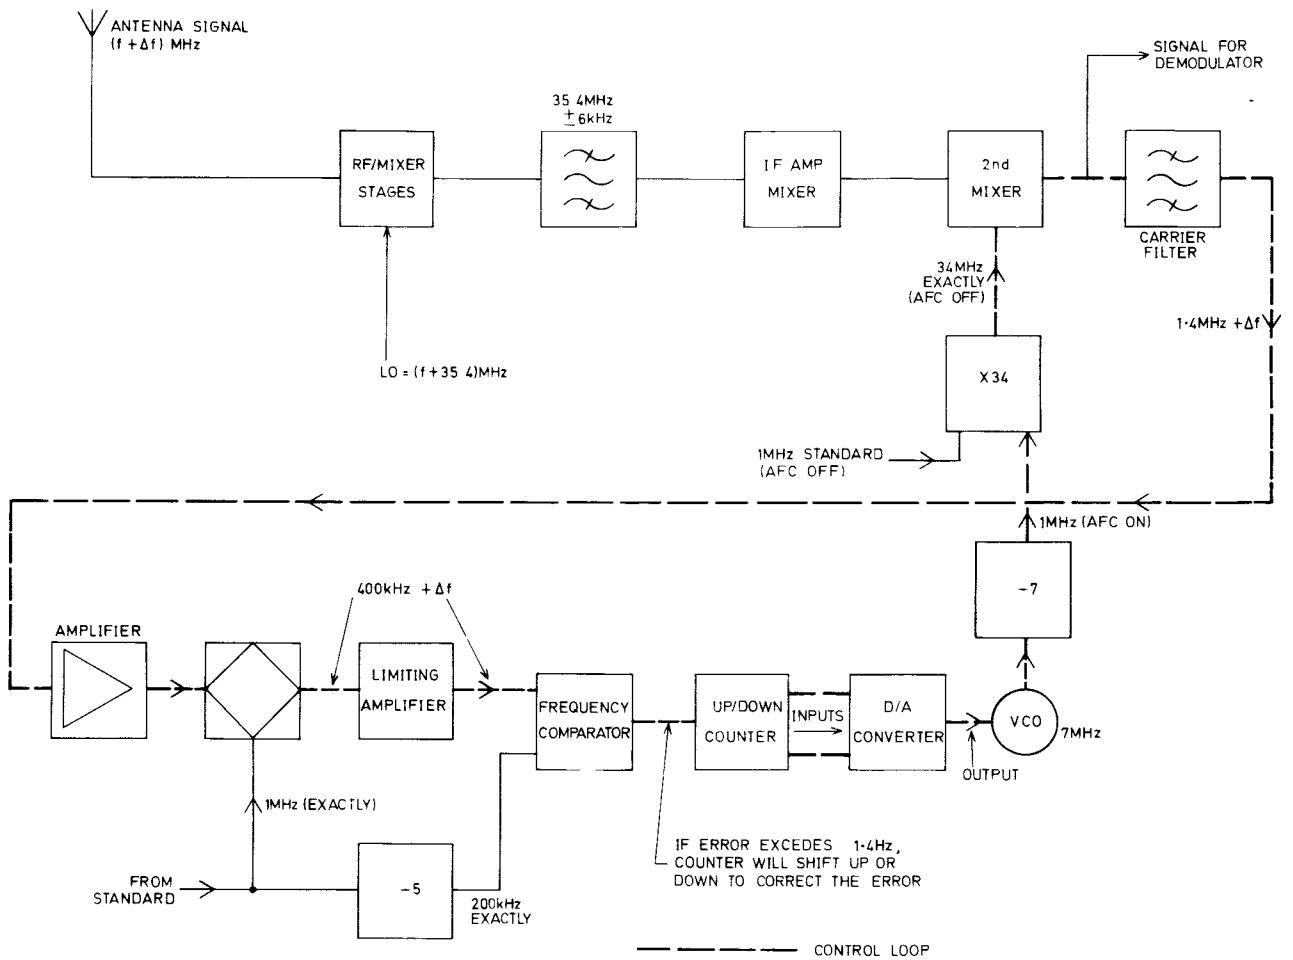 ANTENNA SIGNAL
(f + Δf) MHz
SIGNAL FOR
DEMODULATOR
35 4MHz
± 6kHz
RF/MIXER
STAGES
IF AMP
MIXER
2nd
MIXER
CARRIER
FILTER
34MHz
EXACTLY
(AFC OFF)
1·4MHz + Δf
LO = (f + 35 4)MHz
X34
1MHz STANDARD
(AFC OFF)
1MHz (AFC ON)
-7
400kHz + Δf
AMPLIFIER
LIMITING
AMPLIFIER
FREQUENCY
COMPARATOR
UP/DOWN
COUNTER
INPUTS
D/A
CONVERTER
VCO
7MHz
OUTPUT
1MHz (EXACTLY)
IF ERROR EXCEDES 1·4Hz,
COUNTER WILL SHIFT UP OR
DOWN TO CORRECT THE ERROR
FROM
STANDARD
-5
200kHz
EXACTLY
CONTROL LOOP